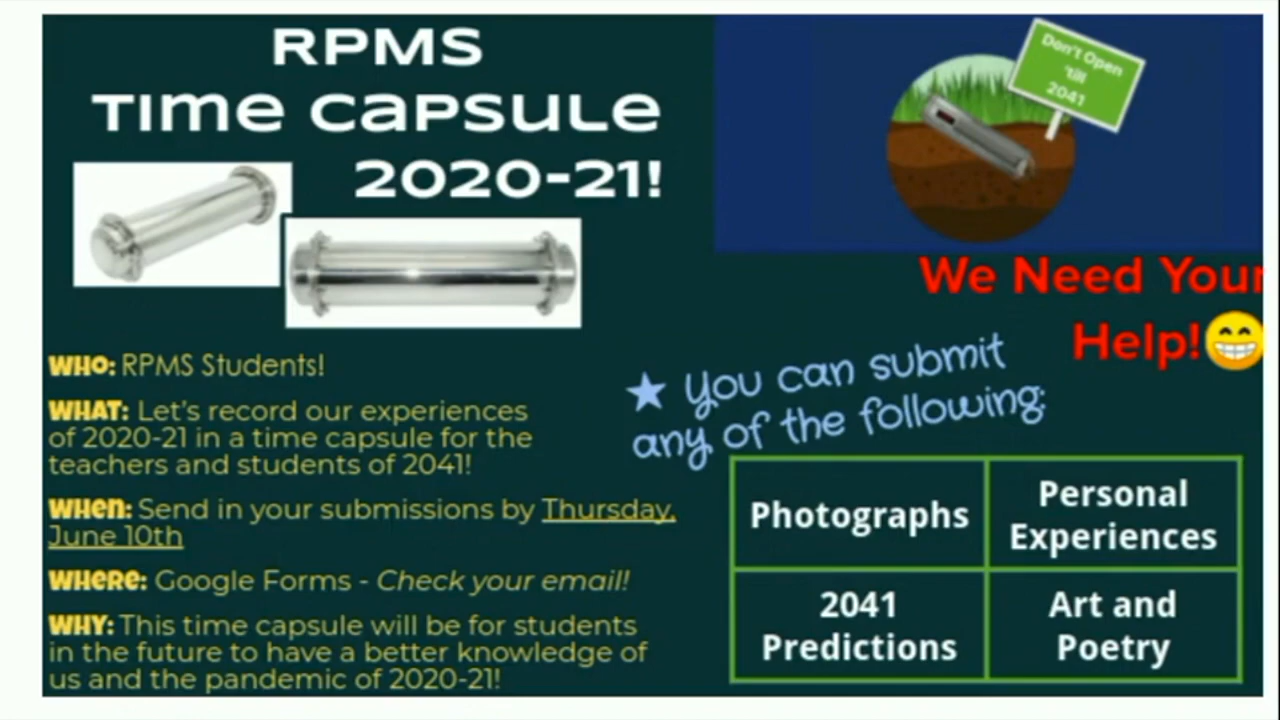 RPMS
Time Capsule
2020-21!
Don't Open
'till
2041
We Need Your
Help!
WHO: RPMS Students!
WHAT: Let's record our experiences
of 2020-21 in a time capsule for the
teachers and students of 2041!
When: Send in your submissions by Thursday,
June 10th
WHERE: Google Forms - Check your email!
WHY: This time capsule will be for students
in the future to have a better knowledge of
us and the pandemic of 2020-21!
★ You can submit
any of the following:
Photographs
Personal
Experiences
2041
Predictions
Art and
Poetry